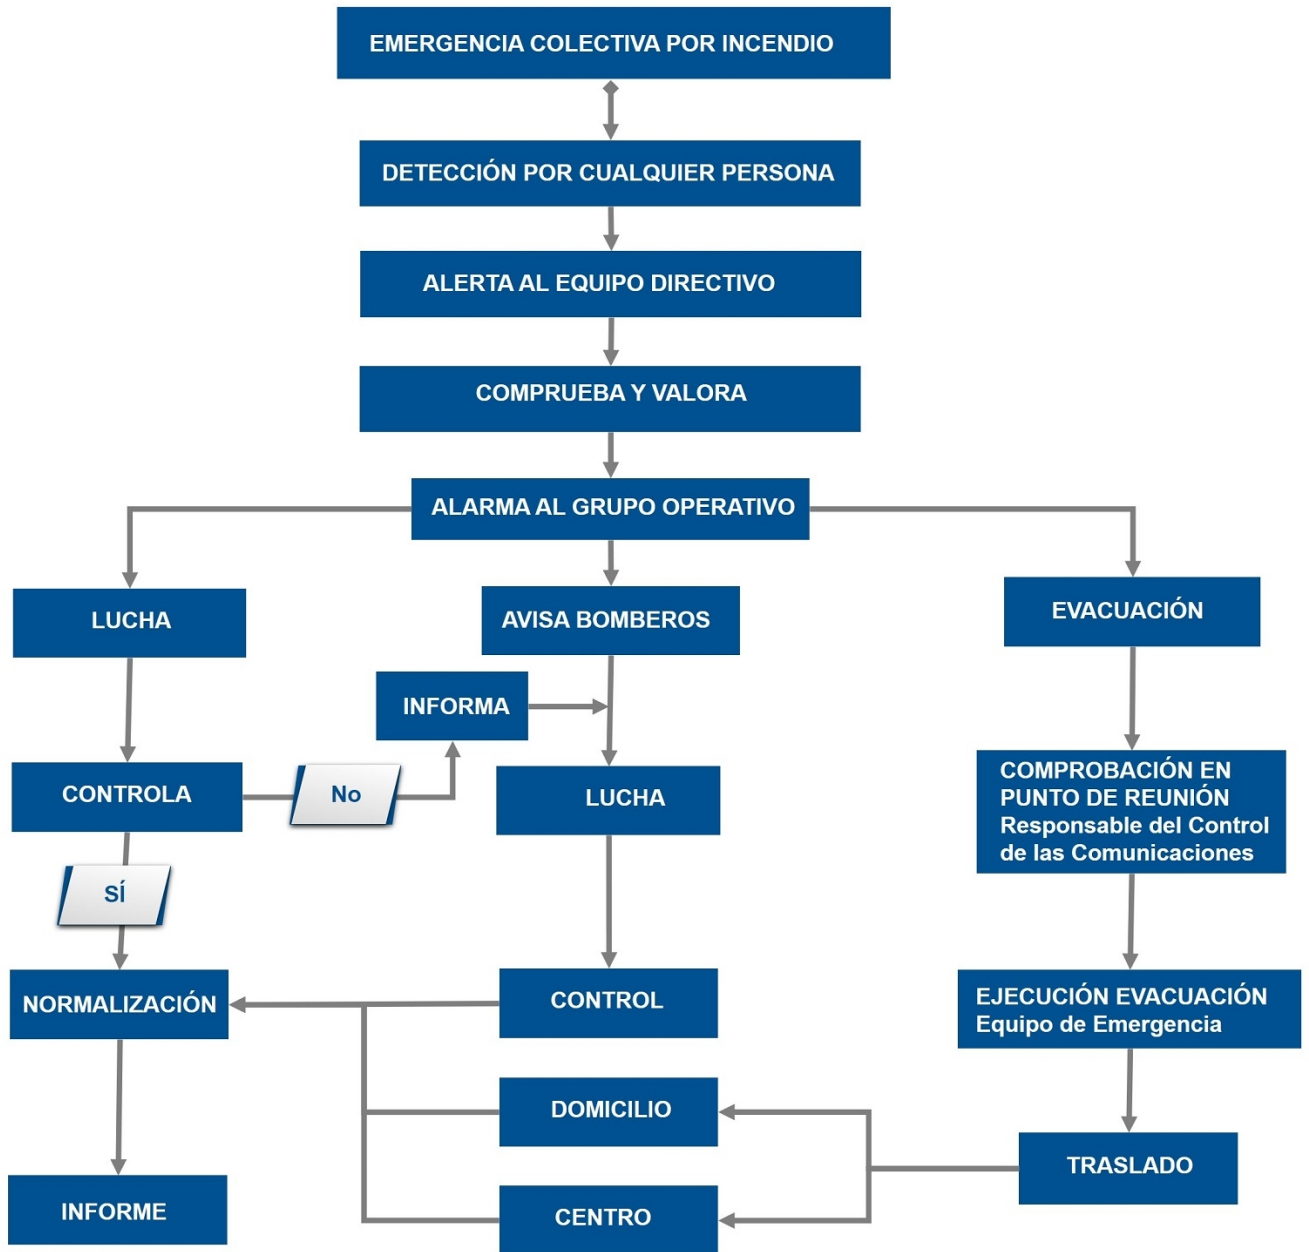 EMERGENCIA COLECTIVA POR INCENDIO
DETECCIÓN POR CUALQUIER PERSONA
ALERTA AL EQUIPO DIRECTIVO
COMPRUEBA Y VALORA
ALARMA AL GRUPO OPERATIVO
LUCHA
AVISA BOMBEROS
EVACUACIÓN
INFORMA
CONTROLA
No
LUCHA
COMPROBACIÓN EN
PUNTO DE REUNIÓN
Responsable del Control
de las Comunicaciones
SÍ
NORMALIZACIÓN
CONTROL
EJECUCIÓN EVACUACIÓN
Equipo de Emergencia
DOMICILIO
TRASLADO
INFORME
CENTRO